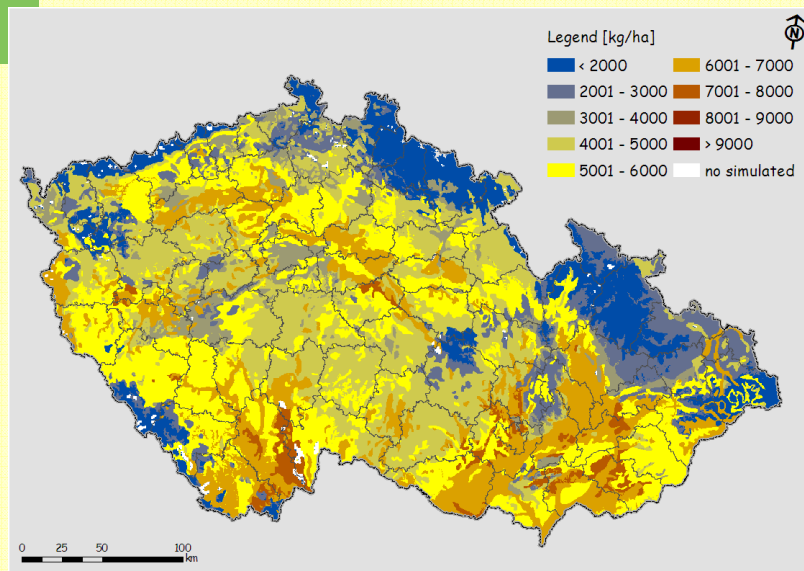 N
Legend [kg/ha]
< 2000
2001 - 3000
3001 - 4000
4001 - 5000
5001 - 6000
6001 - 7000
7001 - 8000
8001 - 9000
> 9000
no simulated
0 25 50 100
km